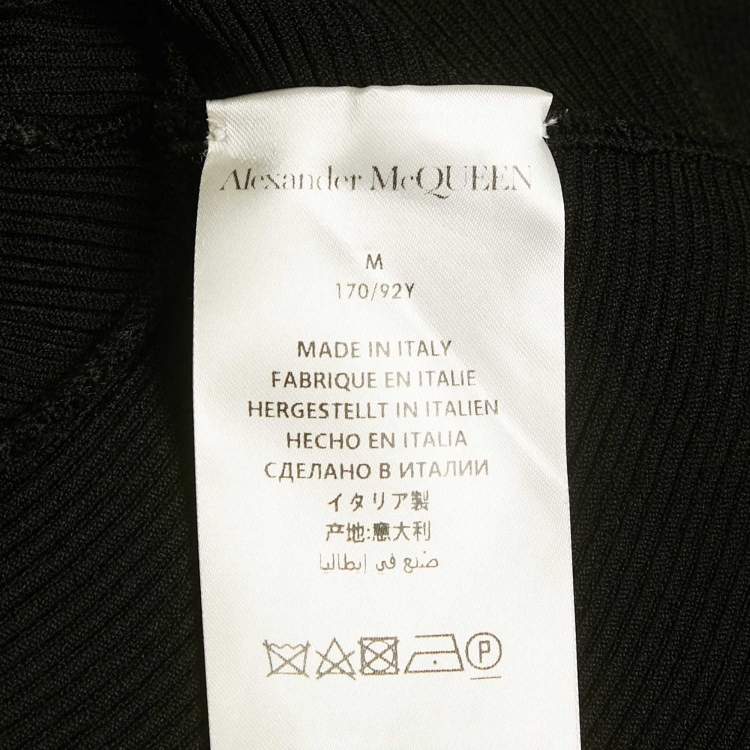 Alexander McQUEEN
M
170/92Y
MADE IN ITALY
FABRIQUE EN ITALIE
HERGESTELLT IN ITALIEN
HECHO EN ITALIA
СДЕЛАНО В ИТАЛИИ
イタリア製
产地:意大利
صنع في إيطاليا
P